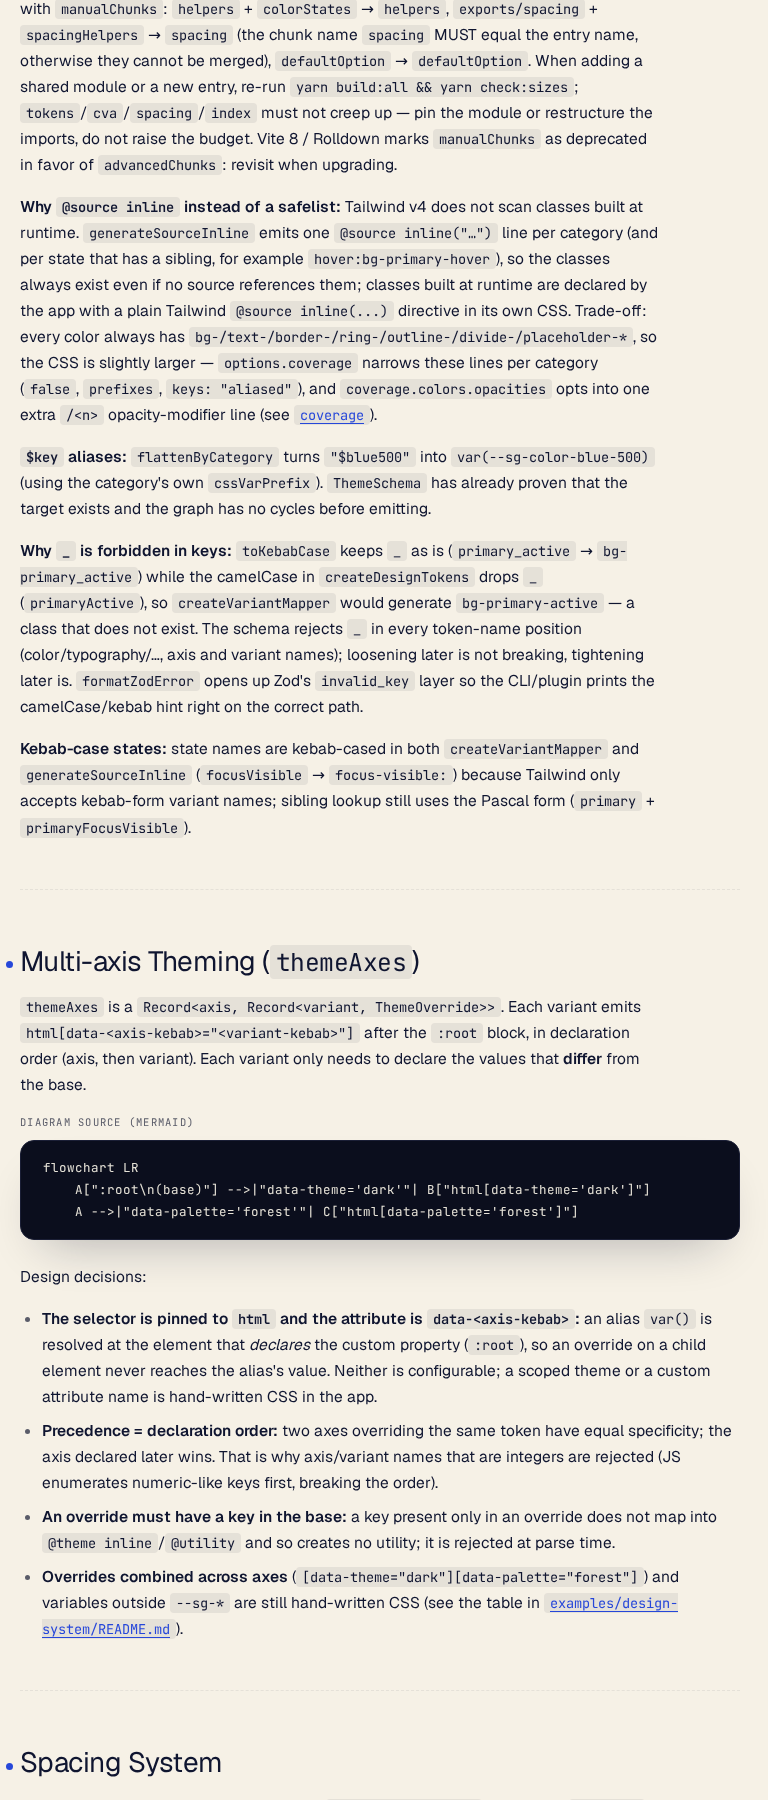 with manualChunks: helpers + colorStates → helpers, exports/spacing +
spacingHelpers → spacing (the chunk name spacing MUST equal the entry name,
otherwise they cannot be merged), defaultOption → defaultOption. When adding a
shared module or a new entry, re-run yarn build:all && yarn check:sizes;
tokens/cva/spacing/index must not creep up — pin the module or restructure the
imports, do not raise the budget. Vite 8 / Rolldown marks manualChunks as deprecated
in favor of advancedChunks: revisit when upgrading.
Why @source inline instead of a safelist: Tailwind v4 does not scan classes built at
runtime. generateSourceInline emits one @source inline("…") line per category (and
per state that has a sibling, for example hover:bg-primary-hover), so the classes
always exist even if no source references them; classes built at runtime are declared by
the app with a plain Tailwind @source inline(...) directive in its own CSS. Trade-off:
every color always has bg-/text-/border-/ring-/outline-/divide-/placeholder-*, so
the CSS is slightly larger — options.coverage narrows these lines per category
(false, prefixes, keys: "aliased"), and coverage.colors.opacities opts into one
extra /<n> opacity-modifier line (see coverage).
$key aliases: flattenByCategory turns "$blue500" into var(--sg-color-blue-500)
(using the category's own cssVarPrefix). ThemeSchema has already proven that the
target exists and the graph has no cycles before emitting.
Why _ is forbidden in keys: toKebabCase keeps _ as is (primary_active → bg-
primary_active) while the camelCase in createDesignTokens drops _
(primaryActive), so createVariantMapper would generate bg-primary-active — a
class that does not exist. The schema rejects _ in every token-name position
(color/typography/…, axis and variant names); loosening later is not breaking, tightening
later is. formatZodError opens up Zod's invalid_key layer so the CLI/plugin prints the
camelCase/kebab hint right on the correct path.
Kebab-case states: state names are kebab-cased in both createVariantMapper and
generateSourceInline (focusVisible → focus-visible:) because Tailwind only
accepts kebab-form variant names; sibling lookup still uses the Pascal form (primary +
primaryFocusVisible).
Multi-axis Theming (themeAxes)
themeAxes is a Record<axis, Record<variant, ThemeOverride>>. Each variant emits
html[data-<axis-kebab>="<variant-kebab>"] after the :root block, in declaration
order (axis, then variant). Each variant only needs to declare the values that differ from
the base.
DIAGRAM SOURCE (MERMAID)
flowchart LR
    A[":root\n(base)"] -->|"data-theme='dark'"| B["html[data-theme='dark']"]
    A -->|"data-palette='forest'"| C["html[data-palette='forest']"]
Design decisions:
• The selector is pinned to html and the attribute is data-<axis-kebab>: an alias var() is
resolved at the element that declares the custom property (:root), so an override on a child
element never reaches the alias's value. Neither is configurable; a scoped theme or a custom
attribute name is hand-written CSS in the app.
• Precedence = declaration order: two axes overriding the same token have equal specificity; the
axis declared later wins. That is why axis/variant names that are integers are rejected (JS
enumerates numeric-like keys first, breaking the order).
• An override must have a key in the base: a key present only in an override does not map into
@theme inline/@utility and so creates no utility; it is rejected at parse time.
• Overrides combined across axes ([data-theme="dark"][data-palette="forest"]) and
variables outside --sg-* are still hand-written CSS (see the table in examples/design-
system/README.md).
Spacing System